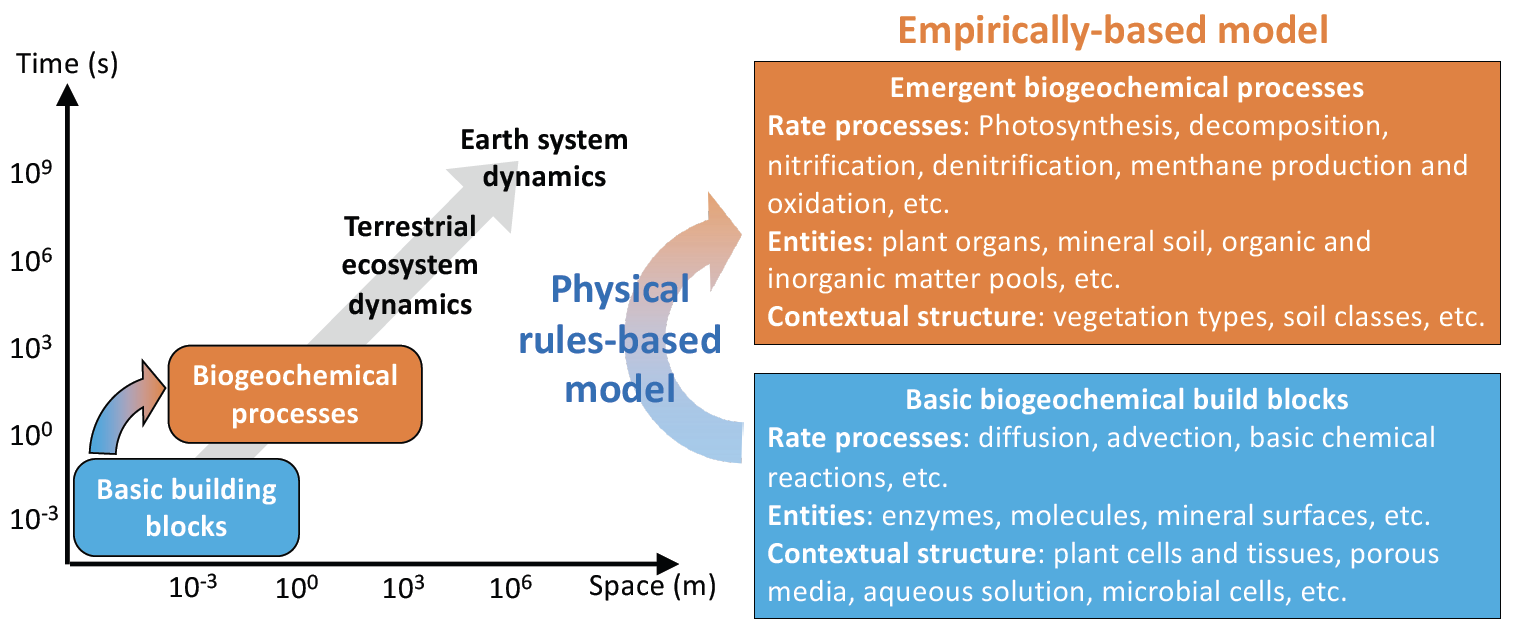 Time (s)
10⁹
10⁶
10³
10⁰
10⁻³
10⁻³
10⁰
10³
10⁶
Space (m)
Earth system
dynamics
Terrestrial
ecosystem
dynamics
Biogeochemical
processes
Basic building
blocks
Physical
rules-based
model
Empirically-based model
Emergent biogeochemical processes
Rate processes: Photosynthesis, decomposition,
nitrification, denitrification, menthane production and
oxidation, etc.
Entities: plant organs, mineral soil, organic and
inorganic matter pools, etc.
Contextual structure: vegetation types, soil classes, etc.
Basic biogeochemical build blocks
Rate processes: diffusion, advection, basic chemical
reactions, etc.
Entities: enzymes, molecules, mineral surfaces, etc.
Contextual structure: plant cells and tissues, porous
media, aqueous solution, microbial cells, etc.